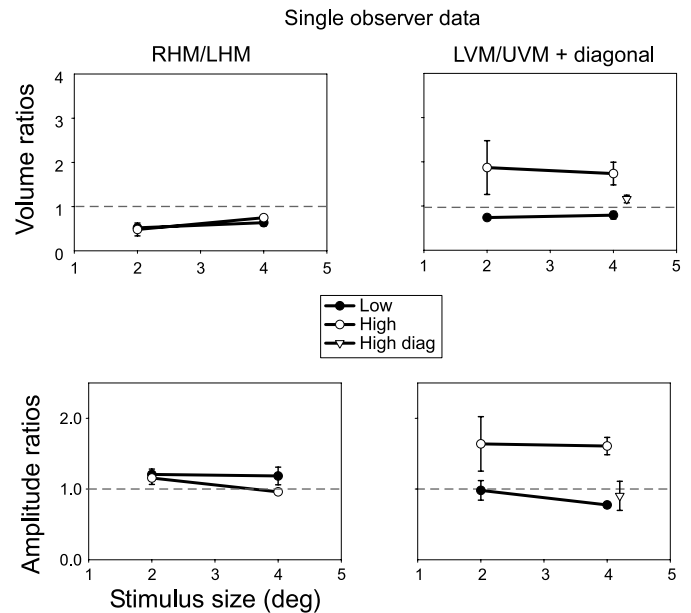 Single observer data
RHM/LHM
LVM/UVM + diagonal
Volume ratios
4
3
2
1
0
1 2 3 4 5
1 2 3 4 5
Low
High
High diag
Amplitude ratios
2.0
1.0
0.0
1 2 3 4 5
1 2 3 4 5
Stimulus size (deg)